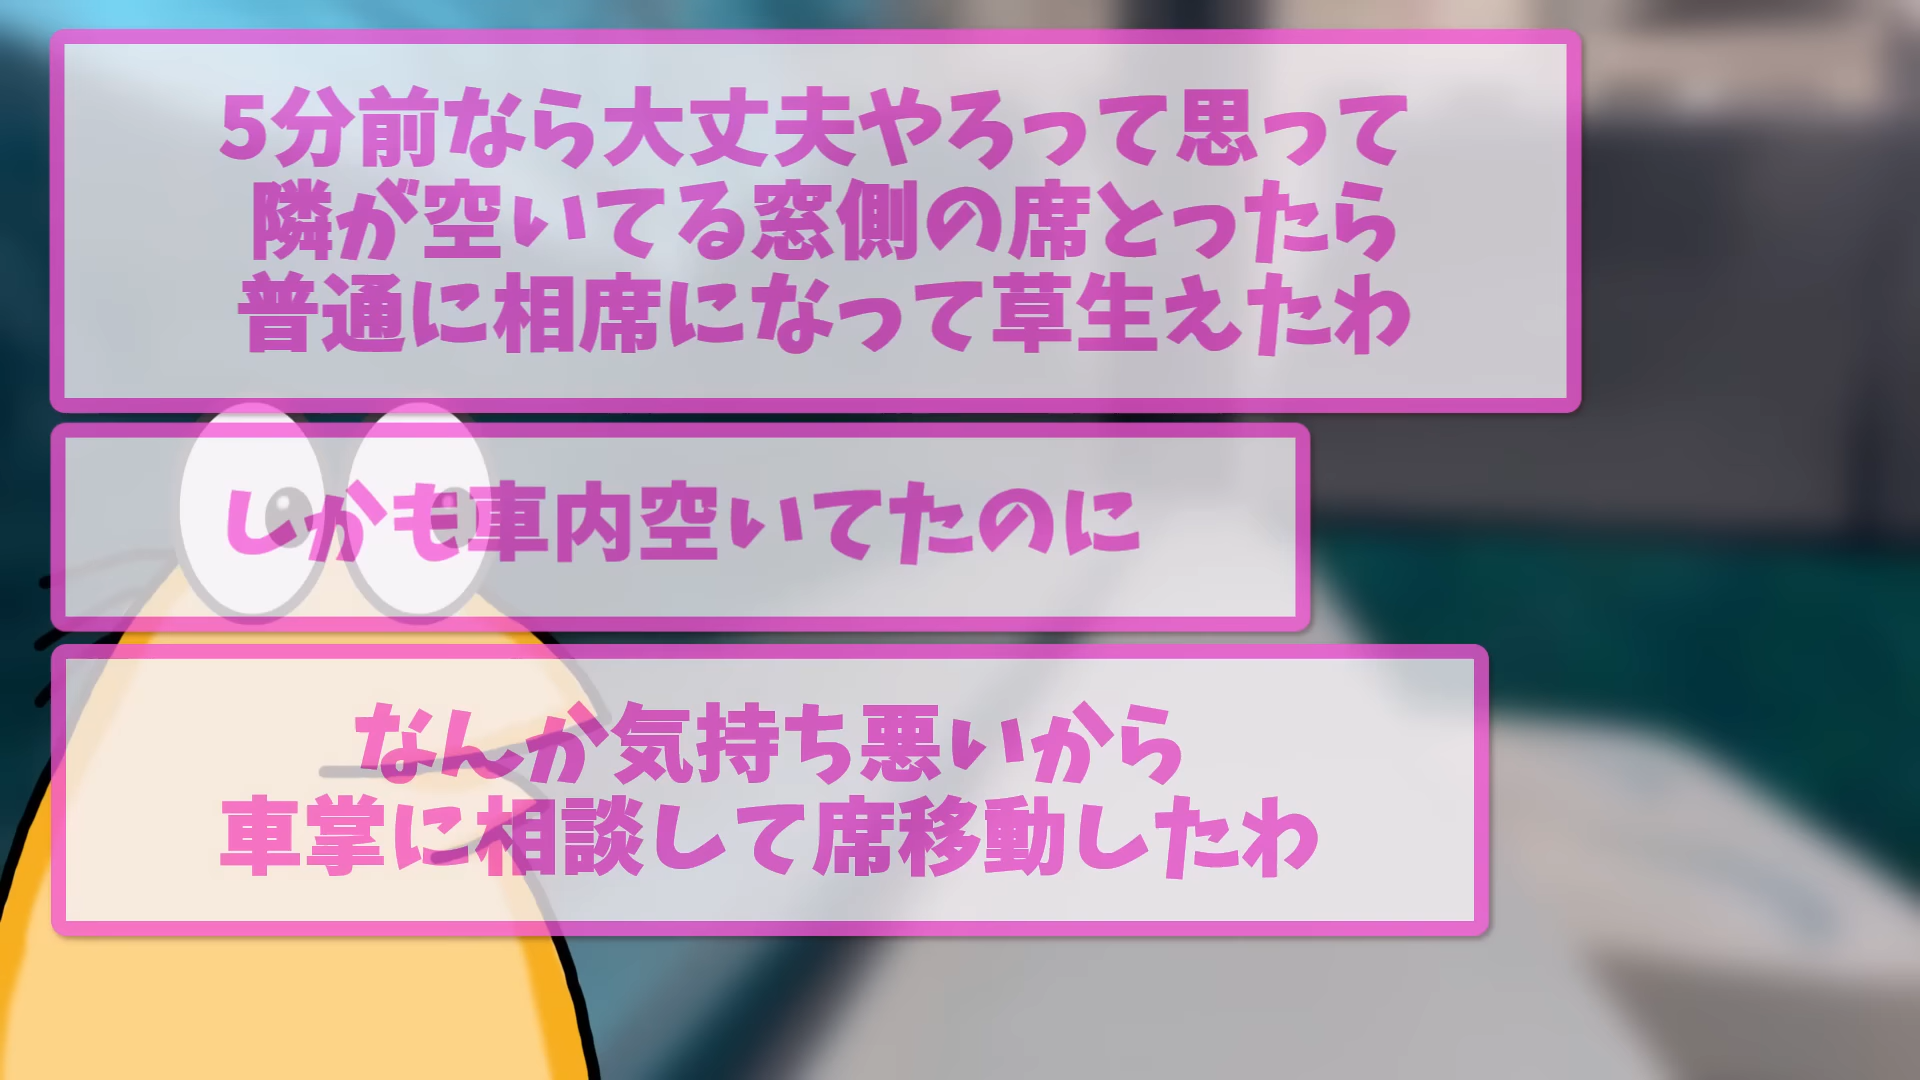 5分前なら大丈夫やろって思って
隣が空いてる窓側の席とったら
普通に相席になって草生えたわ
しかも車内空いてたのに
なんか気持ち悪いから
車掌に相談して席移動したわ